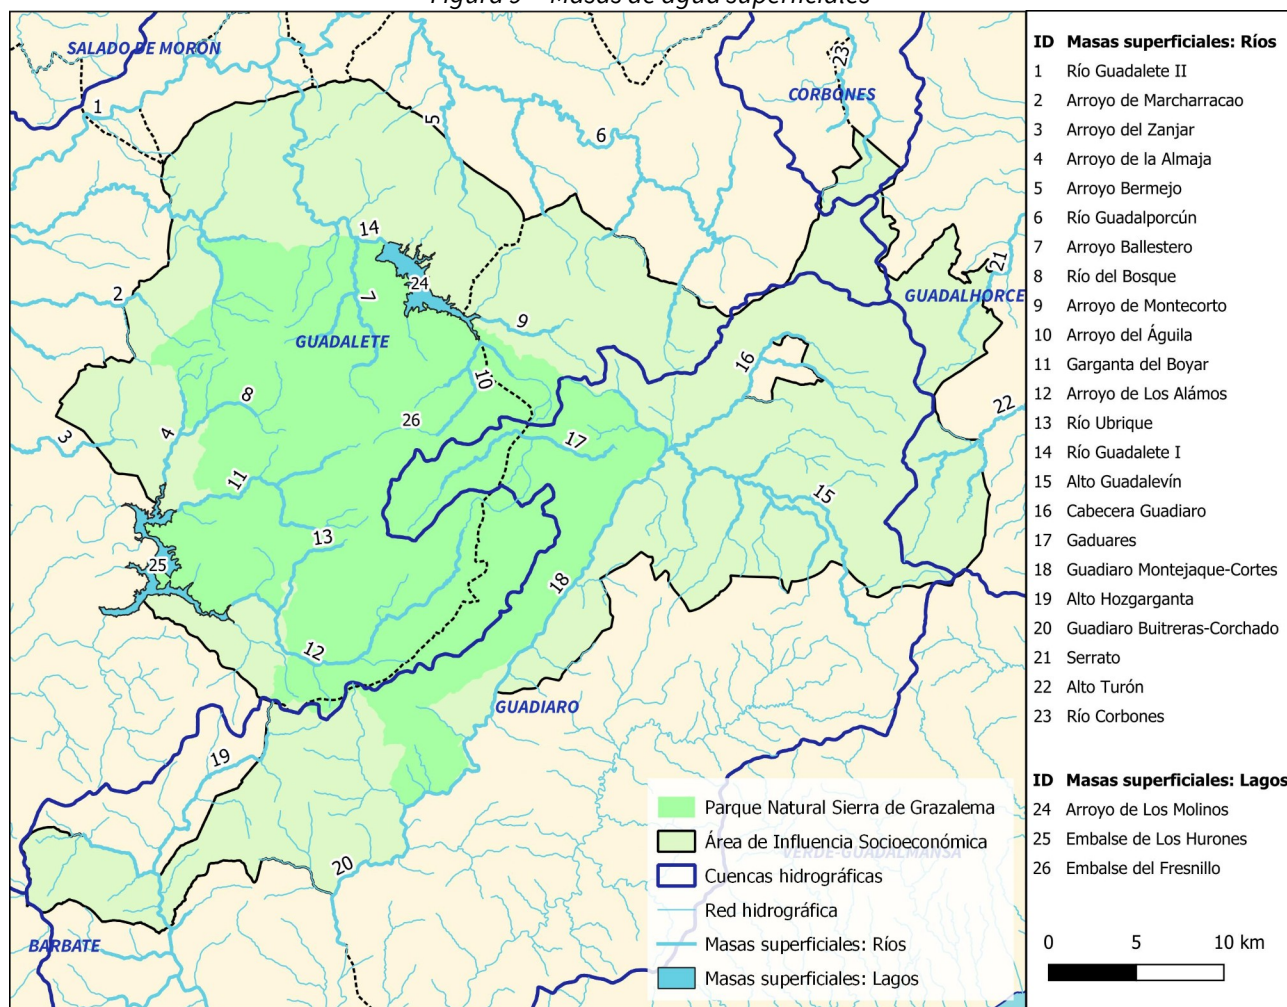 Figura 9 – Masas de agua superficiales
SALADO DE MORÓN
CORBONES
GUADALHORCE
GUADALETE
GUADIARO
VERDE-GUADALMANSA
BARBATE
1
2
3
4
5
6
7
8
9
10
11
12
13
14
15
16
17
18
19
20
21
22
23
24
25
26
Parque Natural Sierra de Grazalema
Área de Influencia Socioeconómica
Cuencas hidrográficas
Red hidrográfica
Masas superficiales: Ríos
Masas superficiales: Lagos
ID Masas superficiales: Ríos
1 Río Guadalete II
2 Arroyo de Marcharracao
3 Arroyo del Zanjar
4 Arroyo de la Almaja
5 Arroyo Bermejo
6 Río Guadalporcún
7 Arroyo Ballestero
8 Río del Bosque
9 Arroyo de Montecorto
10 Arroyo del Águila
11 Garganta del Boyar
12 Arroyo de Los Alámos
13 Río Ubrique
14 Río Guadalete I
15 Alto Guadalevín
16 Cabecera Guadiaro
17 Gaduares
18 Guadiaro Montejaque-Cortes
19 Alto Hozgarganta
20 Guadiaro Buitreras-Corchado
21 Serrato
22 Alto Turón
23 Río Corbones
ID Masas superficiales: Lagos
24 Arroyo de Los Molinos
25 Embalse de Los Hurones
26 Embalse del Fresnillo
0 5 10 km